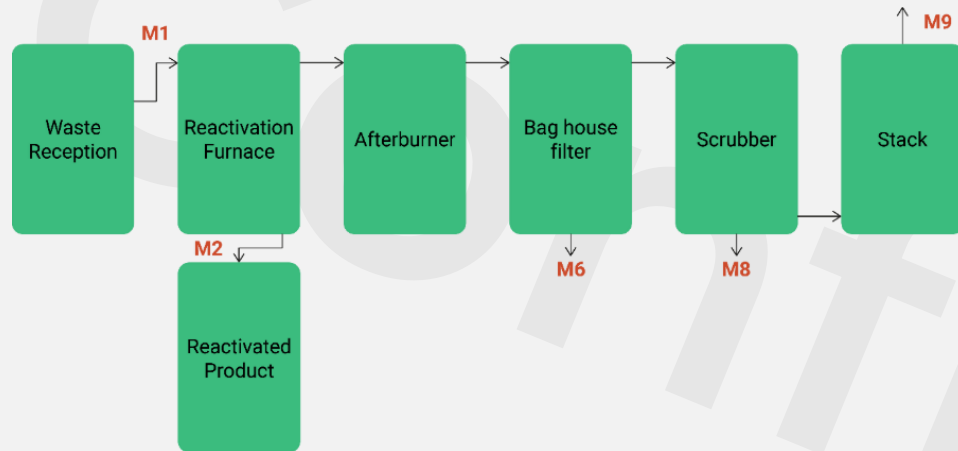 M1
M9
Waste
Reception
Reactivation
Furnace
Afterburner
Bag house
filter
Scrubber
Stack
M2
M6
M8
Reactivated
Product